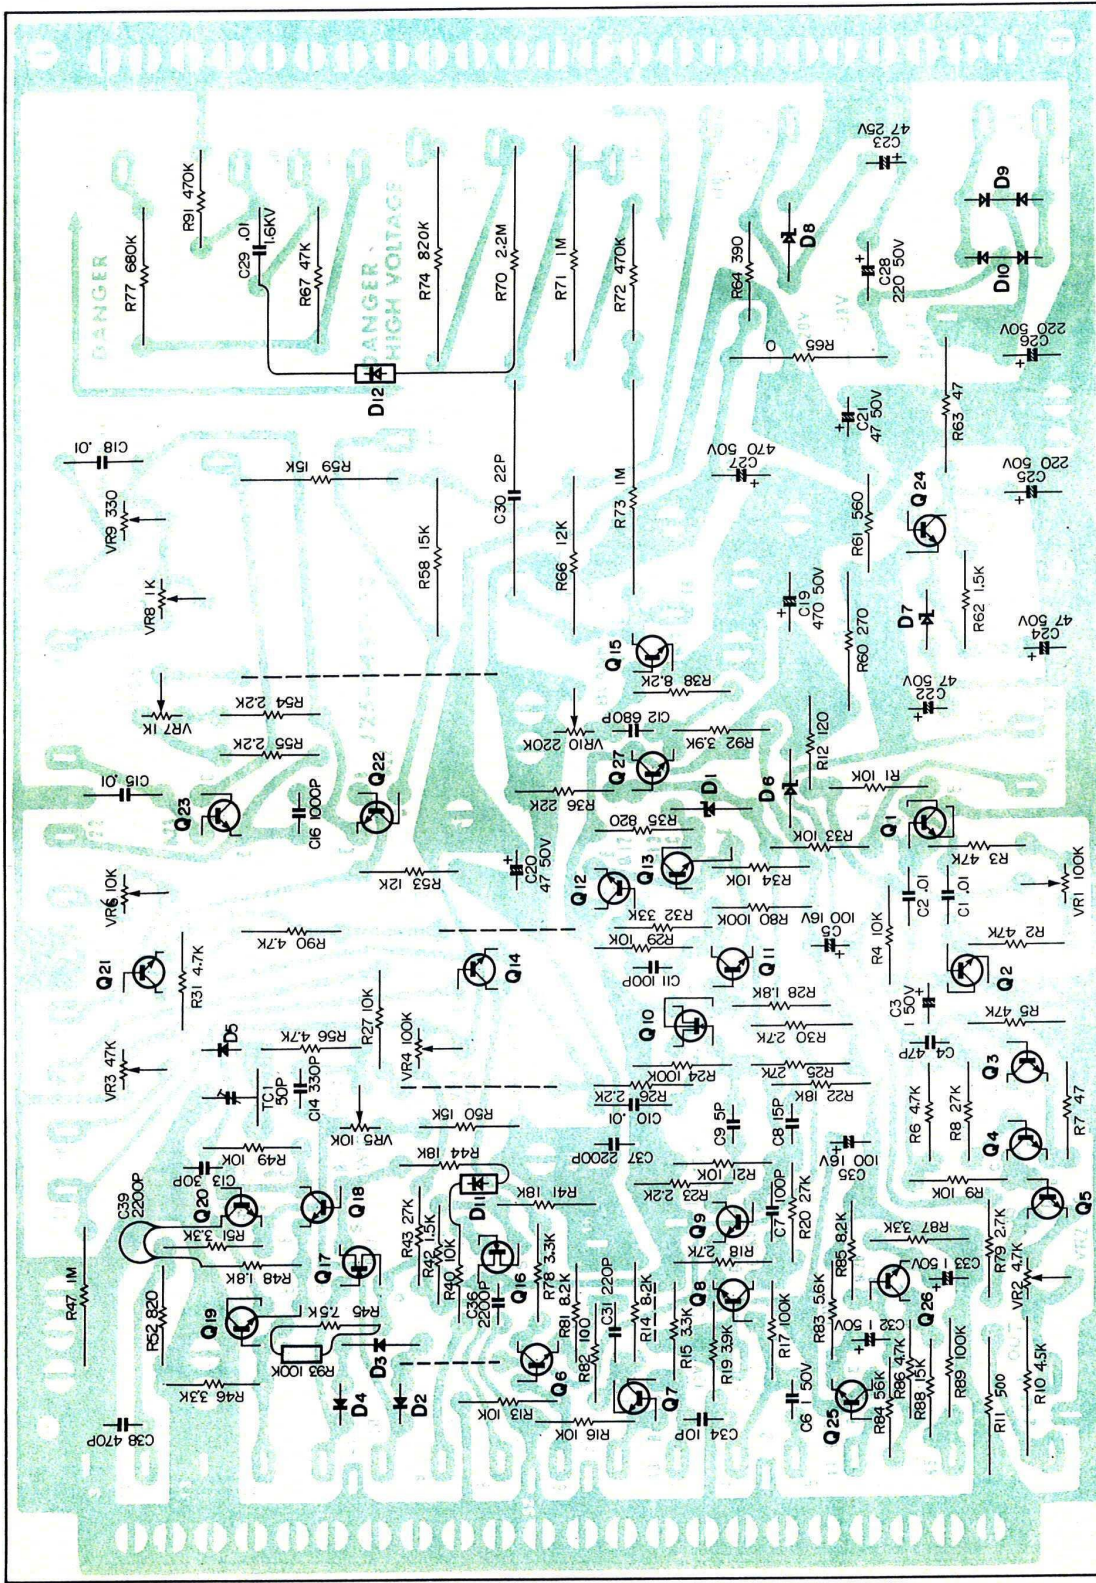 DANGER
DANGER
HIGH VOLTAGE
R91 470K
R77 680K
C29 .01
1.6KV
R67 47K
R74 820K
R70 2.2M
R71 1M
R72 470K
R64 390
D8
C23
47 25V
C28
220 50V
D9
D10
D12
R65
0
C26
220 50V
R63 47
C21
47 50V
C18 .01
VR9 330
VR8 1K
R59 15K
R58 15K
C30 22P
R66 12K
R73 1M
C27
470 50V
R61 560
Q24
C25
220 50V
C19
470 50V
R60 270
D7
R62 1.5K
C24
47 50V
C22
47 50V
Q15
R38 8.2K
VR7 1K
R54 2.2K
R55 2.2K
VR10
220K
C12 680P
R92 3.9K
R12 120
Q27
D1
D6
R1 10K
C15 .01
Q23
C16 1000P
Q22
R36 22K
R35 820
R33 10K
Q1
R3 47K
VR6 10K
R53 12K
C20
47 50V
Q12
Q13
R34 10K
R80 100K
R32 33K
R29
10K
C2 .01
C1 .01
VR1 100K
R90 4.7K
Q21
R31 4.7K
Q14
C11 100P
Q11
C5
100 16V
R4 10K
R2 47K
Q2
C3
1 50V
R27 10K
Q10
R28 1.8K
R30
2.7K
R5 47K
D5
R56 4.7K
VR3 47K
TC1
50P
C14 330P
VR4 100K
R24
100K
R25
27K
R22
18K
C4 47P
Q3
R26
2.2K
C10
.01
R6 4.7K
R8 27K
R7 47
Q4
VR5 10K
R50 15K
R49 10K
C13 30P
R44 18K
C37 2200P
C9 5P
C8 15P
R21
10K
R23
2.2K
C35
100 16V
R9 10K
Q5
C39
2200P
Q20
Q18
D11
R41
18K
C7 100P
R20 27K
Q9
R51
3.3K
R48 1.8K
Q17
R43 27K
R42 1.5K
R40 10K
Q16
C36
2200P
R78 3.3K
R18
2.7K
R85 8.2K
R87 3.3K
R79 2.7K
VR2 4.7K
R47 1M
R52 820
Q19
R45
7.5K
R93
100K
D3
R81 8.2K
R82 100
C31 220P
R14 8.2K
R15 3.3K
R19 3.9K
Q8
R17 100K
R83 5.6K
Q26
C33
1 50V
C32 1 50V
R46 3.3K
D4
D2
Q6
R13
10K
R16 10K
Q7
C34 10P
C6 1 50V
Q25
R84 56K
R86 4.7K
R88 15K
R89 100K
R11 500
R10 4.5K
C38 470P